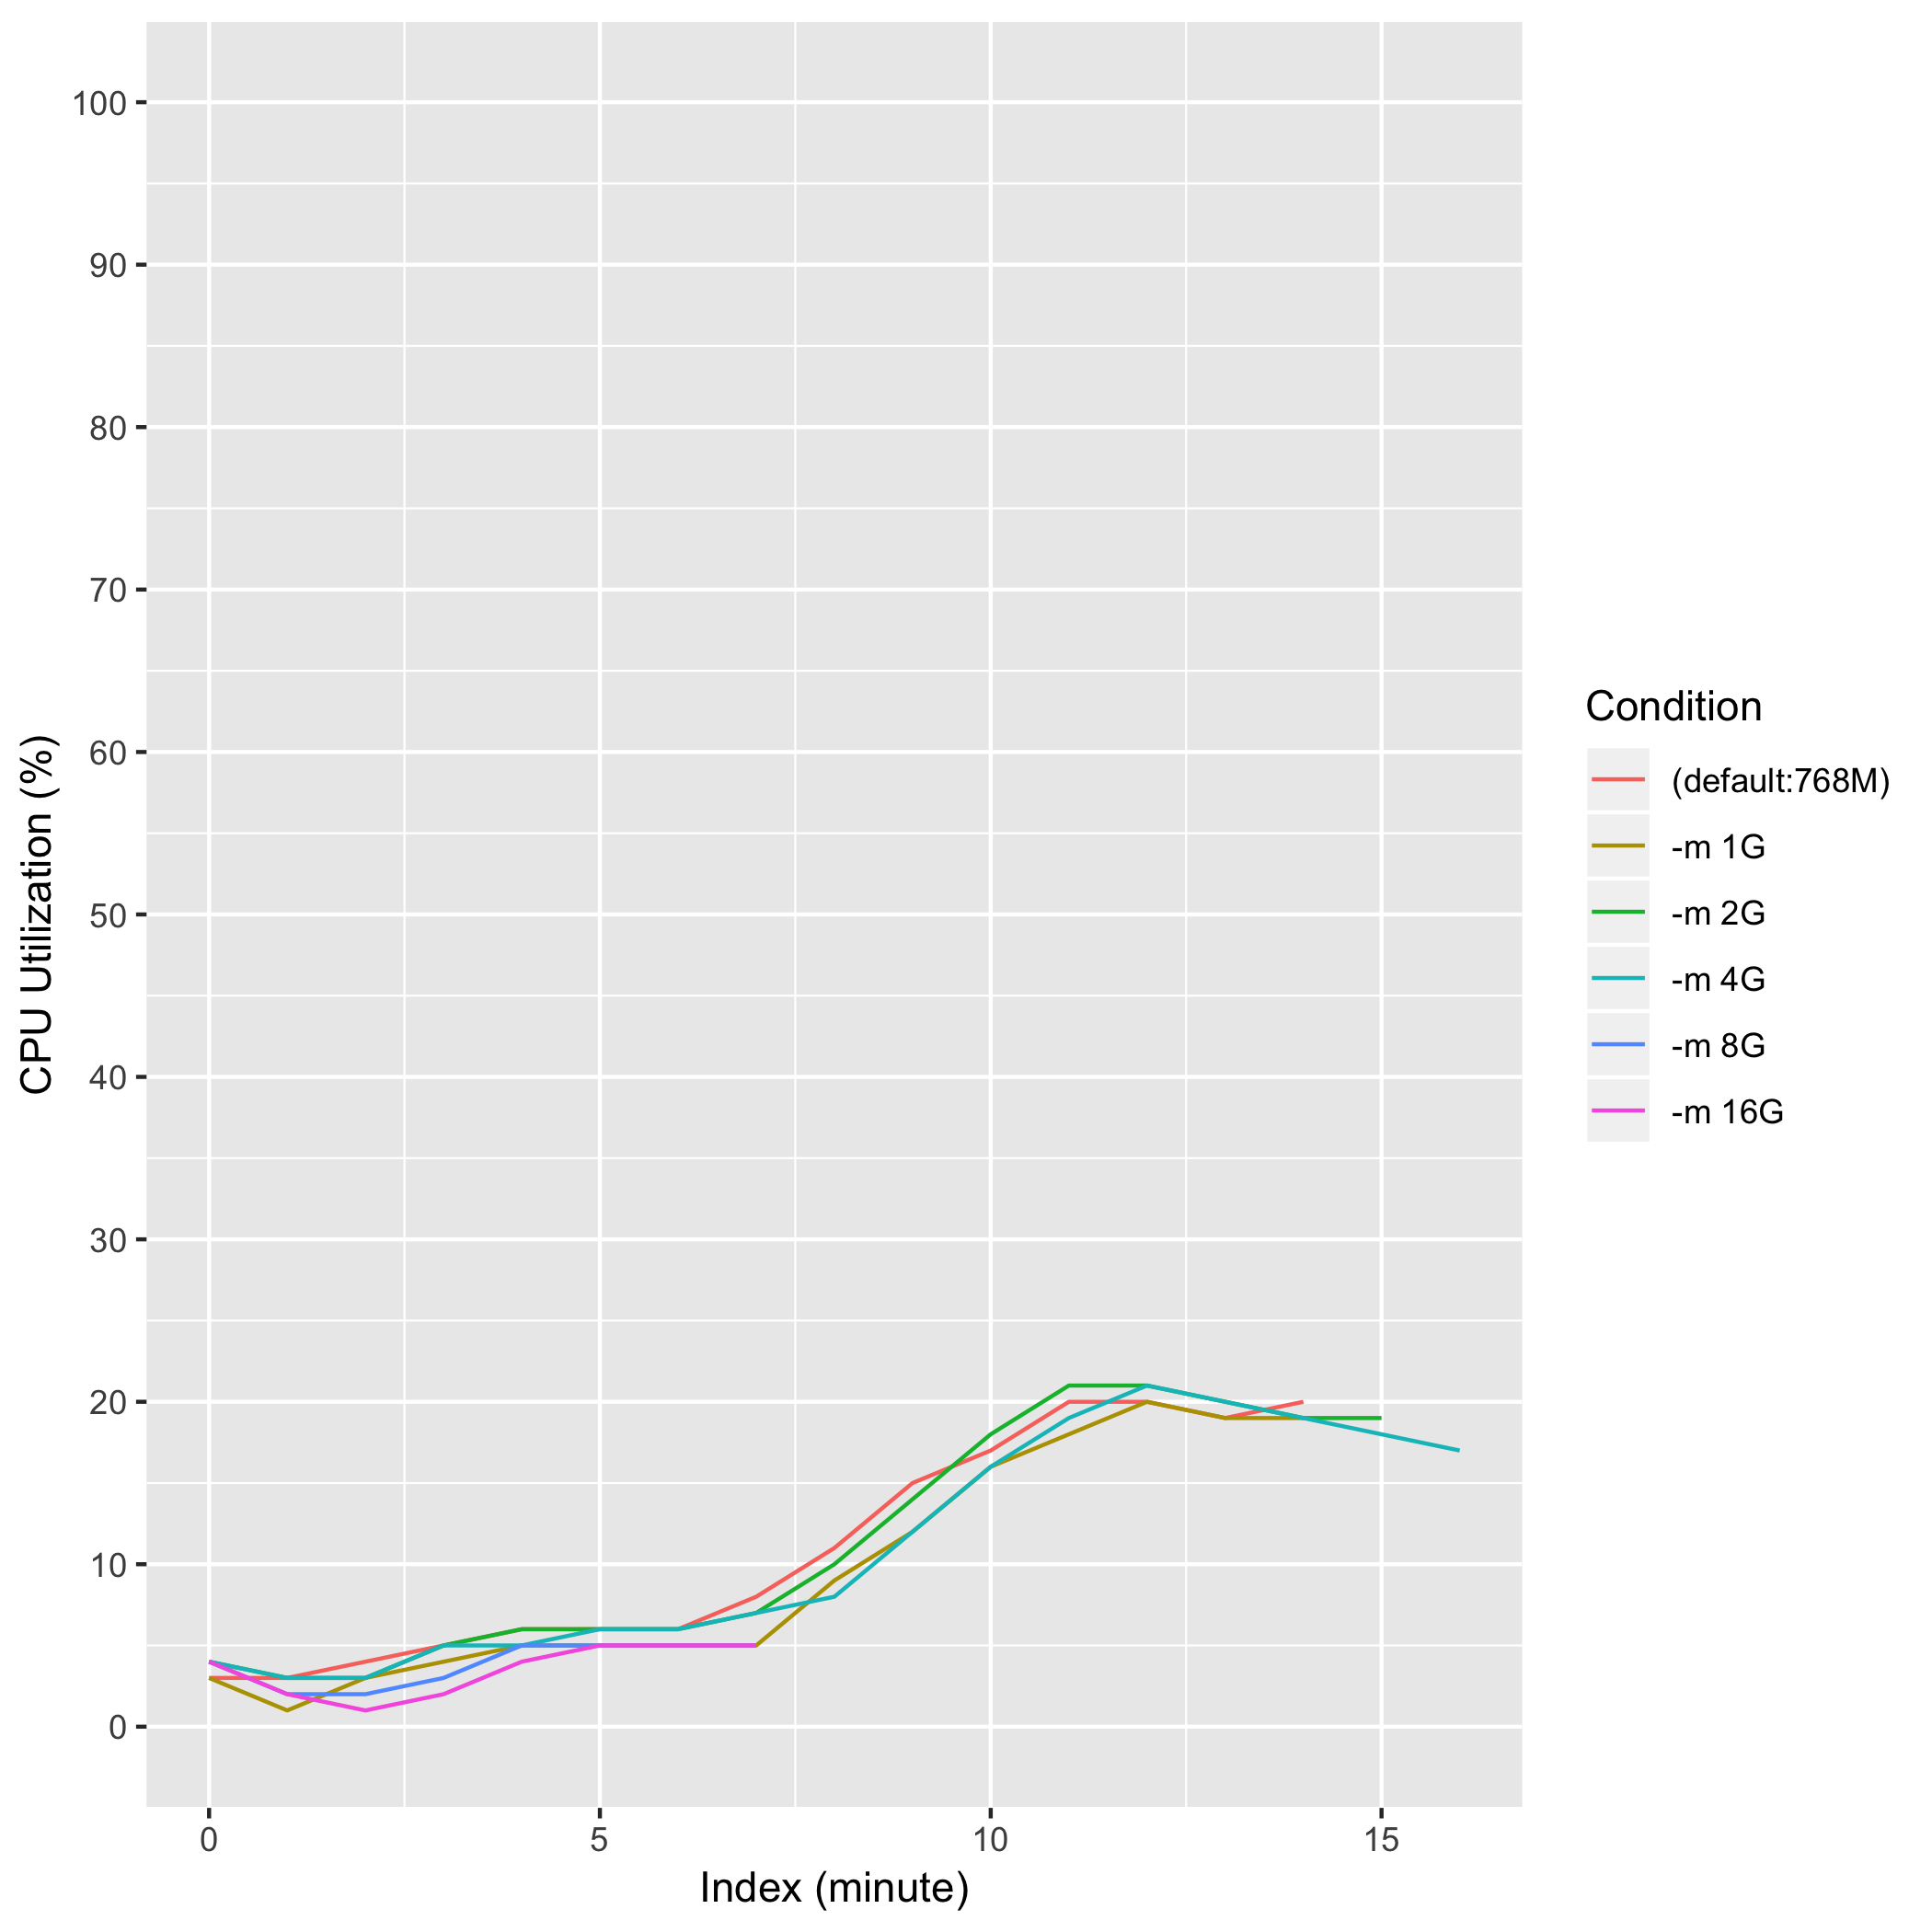 CPU Utilization (%)
100
90
80
70
60
50
40
30
20
10
0
0 5 10 15
Index (minute)
Condition
(default:768M)
-m 1G
-m 2G
-m 4G
-m 8G
-m 16G